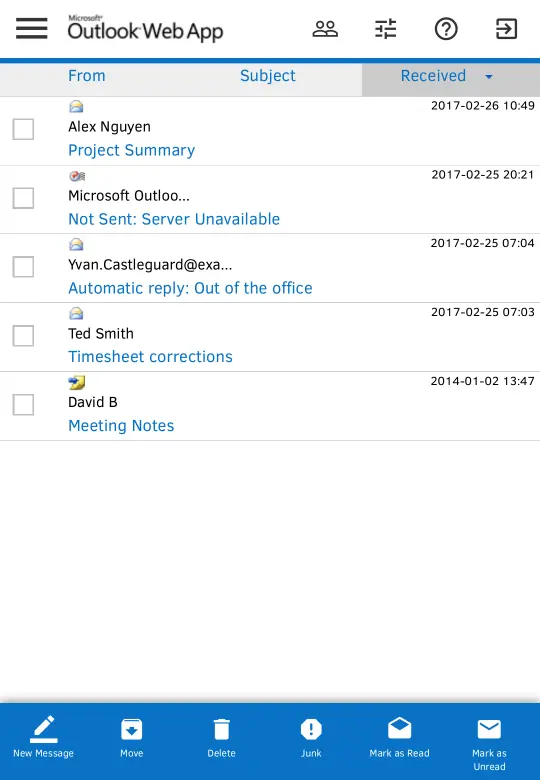 Microsoft®
Outlook Web App
From Subject Received
2017-02-26 10:49
Alex Nguyen
Project Summary
2017-02-25 20:21
Microsoft Outloo...
Not Sent: Server Unavailable
2017-02-25 07:04
Yvan.Castleguard@exa...
Automatic reply: Out of the office
2017-02-25 07:03
Ted Smith
Timesheet corrections
2014-01-02 13:47
David B
Meeting Notes
New Message Move Delete Junk Mark as Read Mark as
Unread